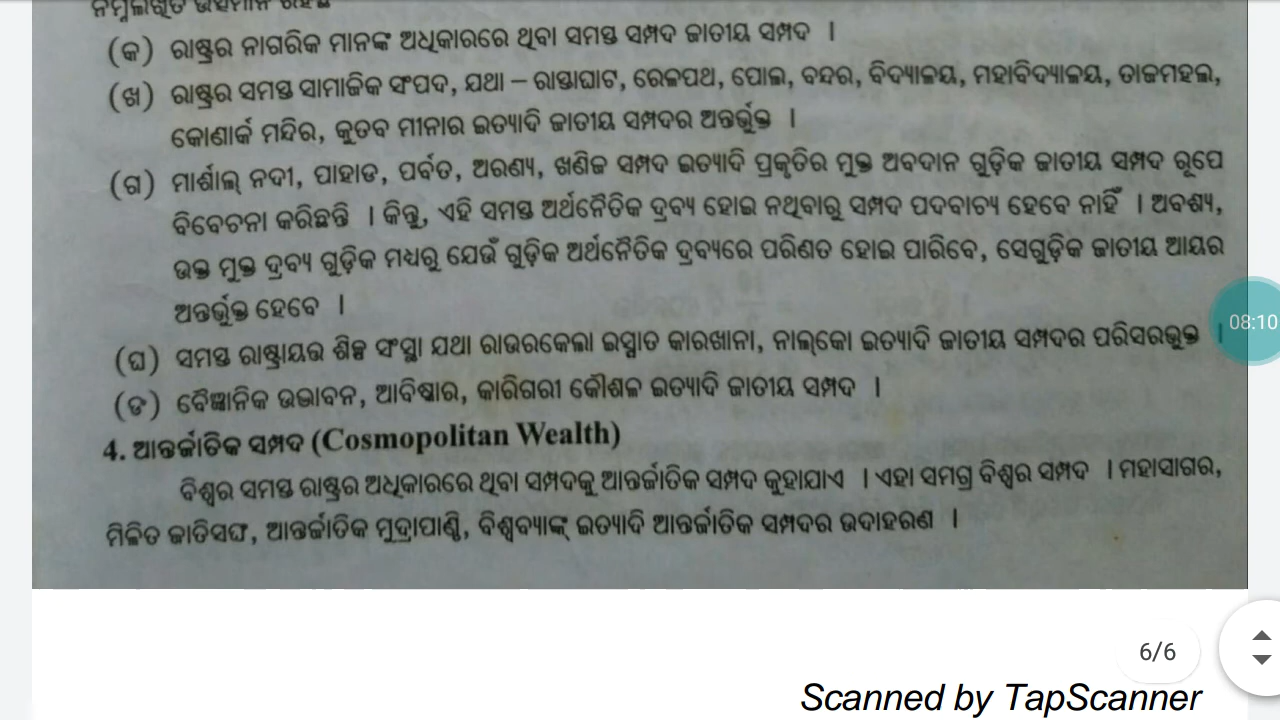 (କ) ରାଷ୍ଟ୍ରର ନାଗରିକ ମାନଙ୍କ ଅଧିକାରରେ ଥିବା ସମସ୍ତ ସମ୍ପଦ ଜାତୀୟ ସମ୍ପଦ ।
(ଖ) ରାଷ୍ଟ୍ରର ସମସ୍ତ ସାମାଜିକ ସଂପଦ, ଯଥା – ରାସ୍ତାଘାଟ, ରେଳପଥ, ପୋଲ, ବନ୍ଦର, ବିଦ୍ୟାଳୟ, ମହାବିଦ୍ୟାଳୟ, ତାଜମହଲ,
କୋଣାର୍କ ମନ୍ଦିର, କୁତବ ମୀନାର ଇତ୍ୟାଦି ଜାତୀୟ ସମ୍ପଦର ଅନ୍ତର୍ଭୁକ୍ତ ।
(ଗ) ମାର୍ଶାଲ୍ ନଦୀ, ପାହାଡ, ପର୍ବତ, ଅରଣ୍ୟ, ଖଣିଜ ସମ୍ପଦ ଇତ୍ୟାଦି ପ୍ରକୃତିର ମୁକ୍ତ ଅବଦାନ ଗୁଡ଼ିକ ଜାତୀୟ ସମ୍ପଦ ରୂପେ
ବିବେଚନା କରିଛନ୍ତି । କିନ୍ତୁ, ଏହି ସମସ୍ତ ଅର୍ଥନୈତିକ ଦ୍ରବ୍ୟ ହୋଇ ନଥିବାରୁ ସମ୍ପଦ ପଦବାଚ୍ୟ ହେବେ ନାହିଁ । ଅବଶ୍ୟ,
ଉକ୍ତ ମୁକ୍ତ ଦ୍ରବ୍ୟ ଗୁଡ଼ିକ ମଧ୍ୟରୁ ଯେଉଁ ଗୁଡ଼ିକ ଅର୍ଥନୈତିକ ଦ୍ରବ୍ୟରେ ପରିଣତ ହୋଇ ପାରିବେ, ସେଗୁଡ଼ିକ ଜାତୀୟ ଆୟର
ଅନ୍ତର୍ଭୁକ୍ତ ହେବେ ।
(ଘ) ସମସ୍ତ ରାଷ୍ଟ୍ରାୟତ୍ତ ଶିଳ୍ପ ସଂସ୍ଥା ଯଥା ରାଉରକେଲା ଇସ୍ପାତ କାରଖାନା, ନାଲ୍‌କୋ ଇତ୍ୟାଦି ଜାତୀୟ ସମ୍ପଦର ପରିସରଭୁକ୍ତ ।
(ଙ) ବୈଜ୍ଞାନିକ ଉଦ୍ଭାବନ, ଆବିଷ୍କାର, କାରିଗରୀ କୌଶଳ ଇତ୍ୟାଦି ଜାତୀୟ ସମ୍ପଦ ।
4. ଆନ୍ତର୍ଜାତିକ ସମ୍ପଦ (Cosmopolitan Wealth)
ବିଶ୍ୱର ସମସ୍ତ ରାଷ୍ଟ୍ରର ଅଧିକାରରେ ଥିବା ସମ୍ପଦକୁ ଆନ୍ତର୍ଜାତିକ ସମ୍ପଦ କୁହାଯାଏ । ଏହା ସମଗ୍ର ବିଶ୍ୱର ସମ୍ପଦ । ମହାସାଗର,
ମିଳିତ ଜାତିସଙ୍ଘ, ଆନ୍ତର୍ଜାତିକ ମୁଦ୍ରାପାଣ୍ଠି, ବିଶ୍ୱବ୍ୟାଙ୍କ୍ ଇତ୍ୟାଦି ଆନ୍ତର୍ଜାତିକ ସମ୍ପଦର ଉଦାହରଣ ।
08:10
6/6
Scanned by TapScanner